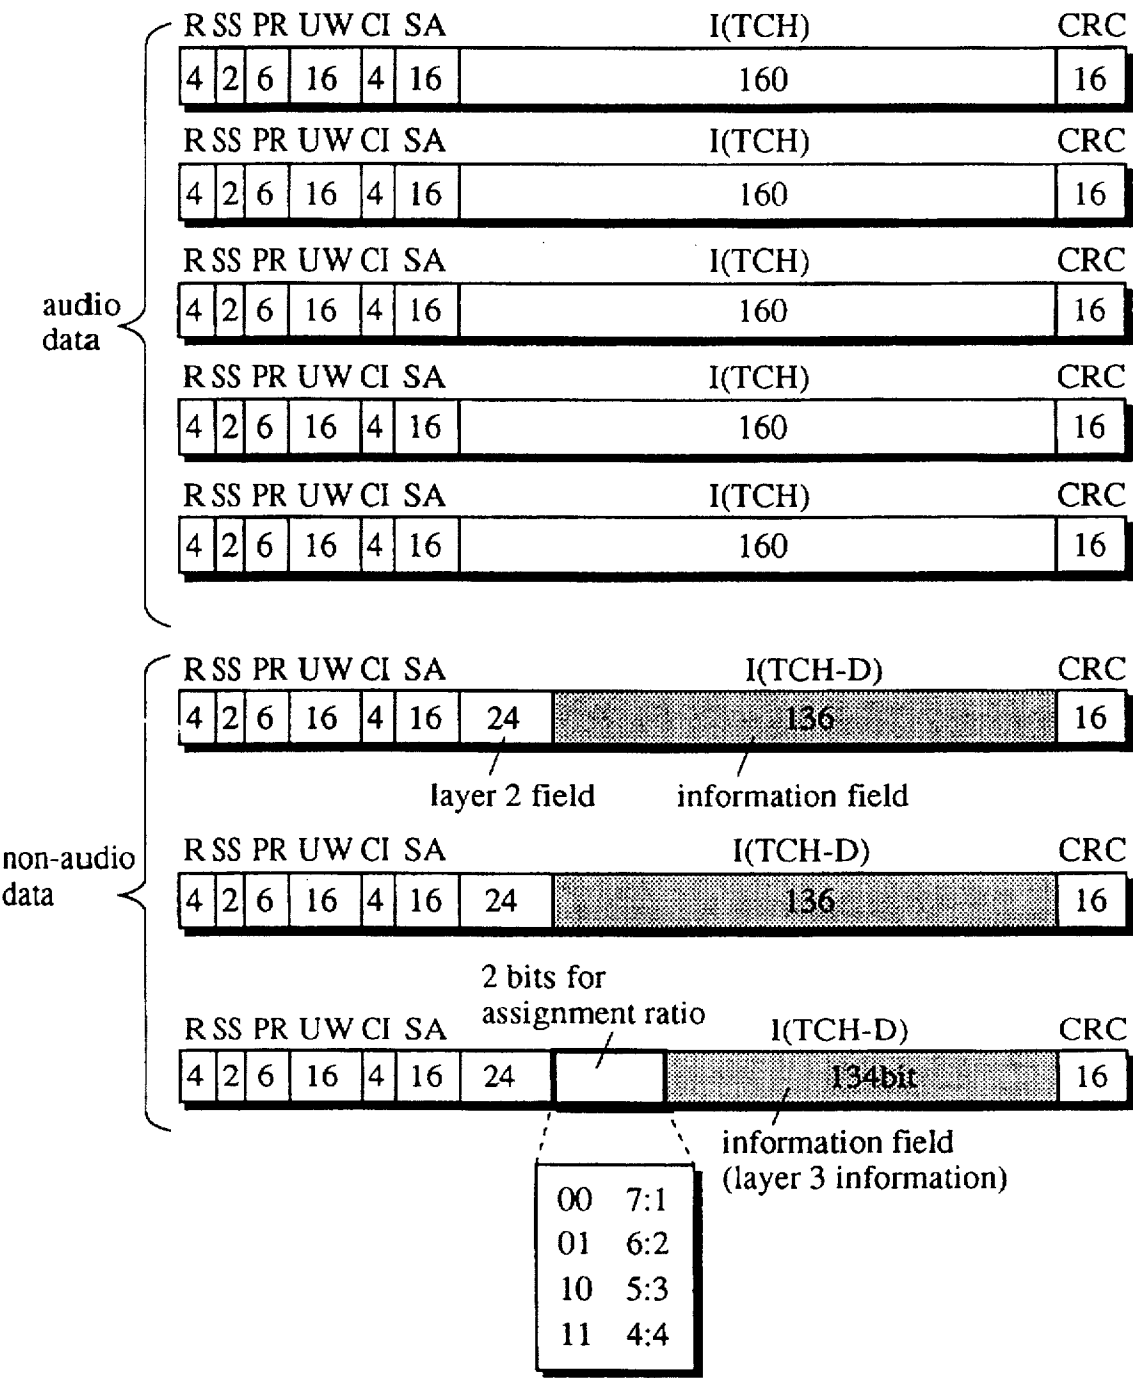 R SS PR UW CI SA I(TCH) CRC
4 2 6 16 4 16 160 16
R SS PR UW CI SA I(TCH) CRC
4 2 6 16 4 16 160 16
R SS PR UW CI SA I(TCH) CRC
audio
data
4 2 6 16 4 16 160 16
R SS PR UW CI SA I(TCH) CRC
4 2 6 16 4 16 160 16
R SS PR UW CI SA I(TCH) CRC
4 2 6 16 4 16 160 16
R SS PR UW CI SA I(TCH-D) CRC
4 2 6 16 4 16 24 136 16
layer 2 field information field
non-audio
data
R SS PR UW CI SA I(TCH-D) CRC
4 2 6 16 4 16 24 136 16
2 bits for
assignment ratio
R SS PR UW CI SA I(TCH-D) CRC
4 2 6 16 4 16 24 134bit 16
information field
(layer 3 information)
00 7:1
01 6:2
10 5:3
11 4:4